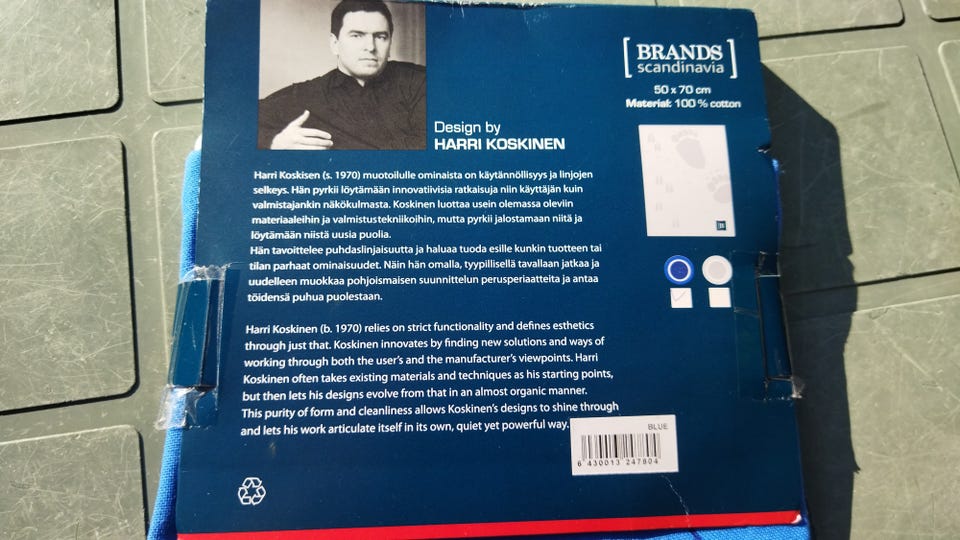 BRANDS
scandinavia
50 x 70 cm
Material: 100 % cotton
Design by
HARRI KOSKINEN
Harri Koskisen (s. 1970) muotoilulle ominaista on käytännöllisyys ja linjojen
selkeys. Hän pyrkii löytämään innovatiivisia ratkaisuja niin käyttäjän kuin
valmistajankin näkökulmasta. Koskinen luottaa usein olemassa oleviin
materiaaleihin ja valmistustekniikoihin, mutta pyrkii jalostamaan niitä ja
löytämään niistä uusia puolia.
Hän tavoittelee puhdaslinjaisuutta ja haluaa tuoda esille kunkin tuotteen tai
tilan parhaat ominaisuudet. Näin hän omalla, tyypillisellä tavallaan jatkaa ja
uudelleen muokkaa pohjoismaisen suunnittelun perusperiaatteita ja antaa
töidensä puhua puolestaan.
Harri Koskinen (b. 1970) relies on strict functionality and defines esthetics
through just that. Koskinen innovates by finding new solutions and ways of
working through both the user's and the manufacturer's viewpoints. Harri
Koskinen often takes existing materials and techniques as his starting points,
but then lets his designs evolve from that in an almost organic manner.
This purity of form and cleanliness allows Koskinen's designs to shine through
and lets his work articulate itself in its own, quiet yet powerful way.
BLUE
6 430013 247804